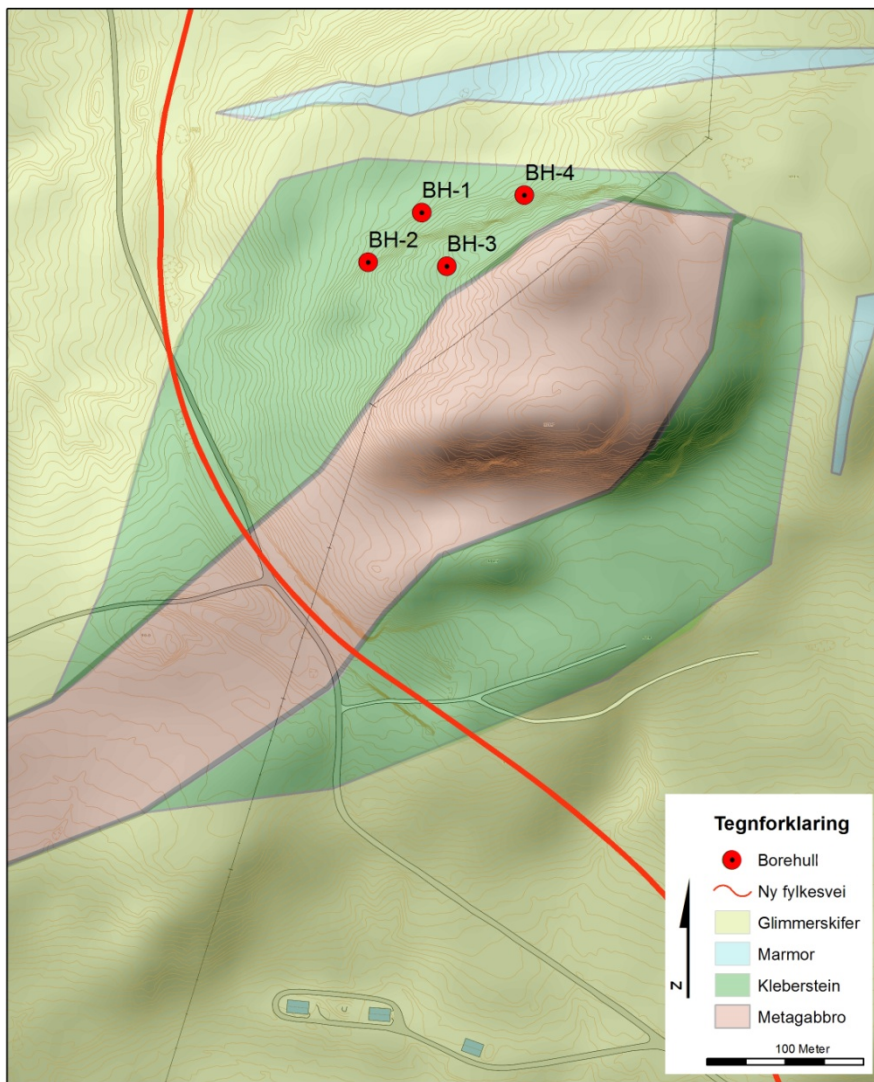 BH-4
BH-1
BH-2
BH-3
Tegnforklaring
Borehull
Ny fylkesvei
Glimmerskifer
Marmor
Kleberstein
Metagabbro
N
100 Meter